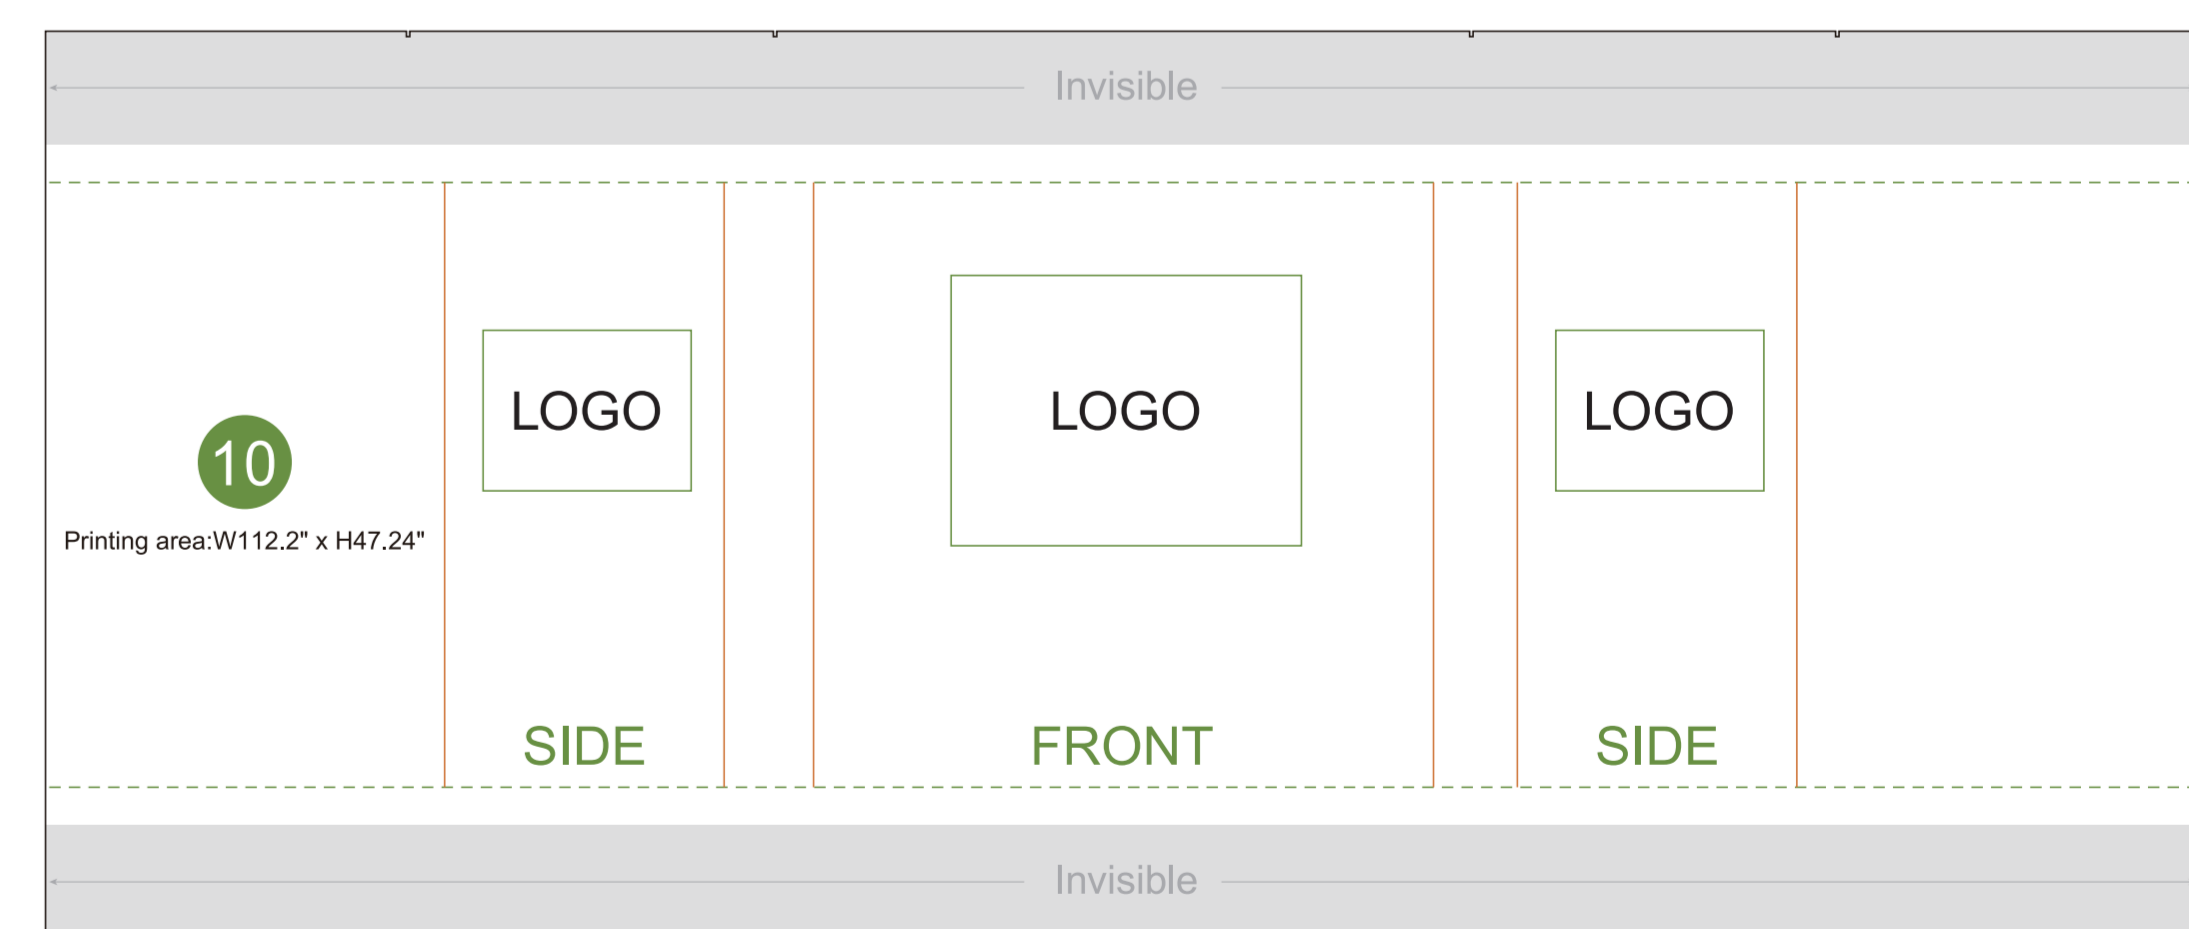 Invisible
LOGO
LOGO
LOGO
10
Printing area:W112.2" x H47.24"
SIDE
FRONT
SIDE
Invisible